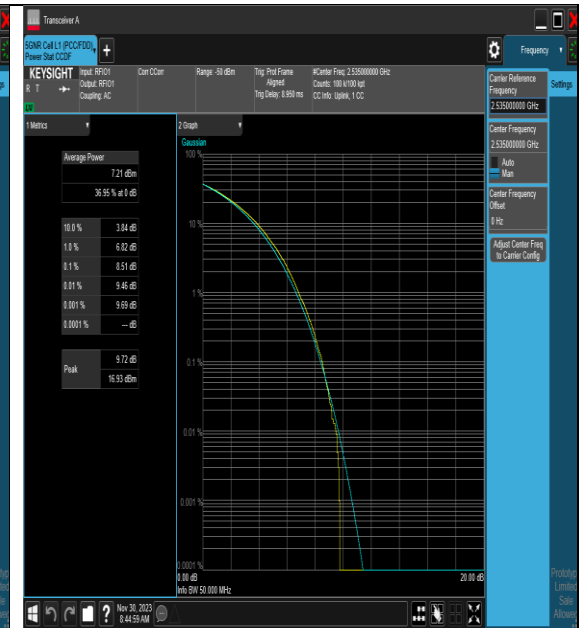 Transceiver A
5GNR Cell L1 (PCC/FDD),
Power Stat CCDF
Frequency
KEYSIGHT
R T
LXI
Input: RFIO1
Output: RFIO1
Coupling: AC
Corr CCorr
Range: -50 dBm
Trig: Prot Frame
Aligned
Trig Delay: 8.950 ms
#Center Freq: 2.535000000 GHz
Counts: 100 k/100 kpt
CC Info: Uplink, 1 CC
Carrier Reference
Frequency
2.535000000 GHz
Settings
Center Frequency
2.535000000 GHz
Auto
Man
Center Frequency
Offset
0 Hz
Adjust Center Freq
to Carrier Config
1 Metrics
Average Power
7.21 dBm
36.95 % at 0 dB
10.0 % 3.84 dB
1.0 % 6.82 dB
0.1 % 8.51 dB
0.01 % 9.46 dB
0.001 % 9.69 dB
0.0001 % --- dB
Peak
9.72 dB
16.93 dBm
2 Graph
Gaussian
100 %
10 %
1 %
0.1 %
0.01 %
0.001 %
0.0001 %
0.00 dB
20.00 dB
Info BW 50.000 MHz
Nov 30, 2023
8:44:59 AM